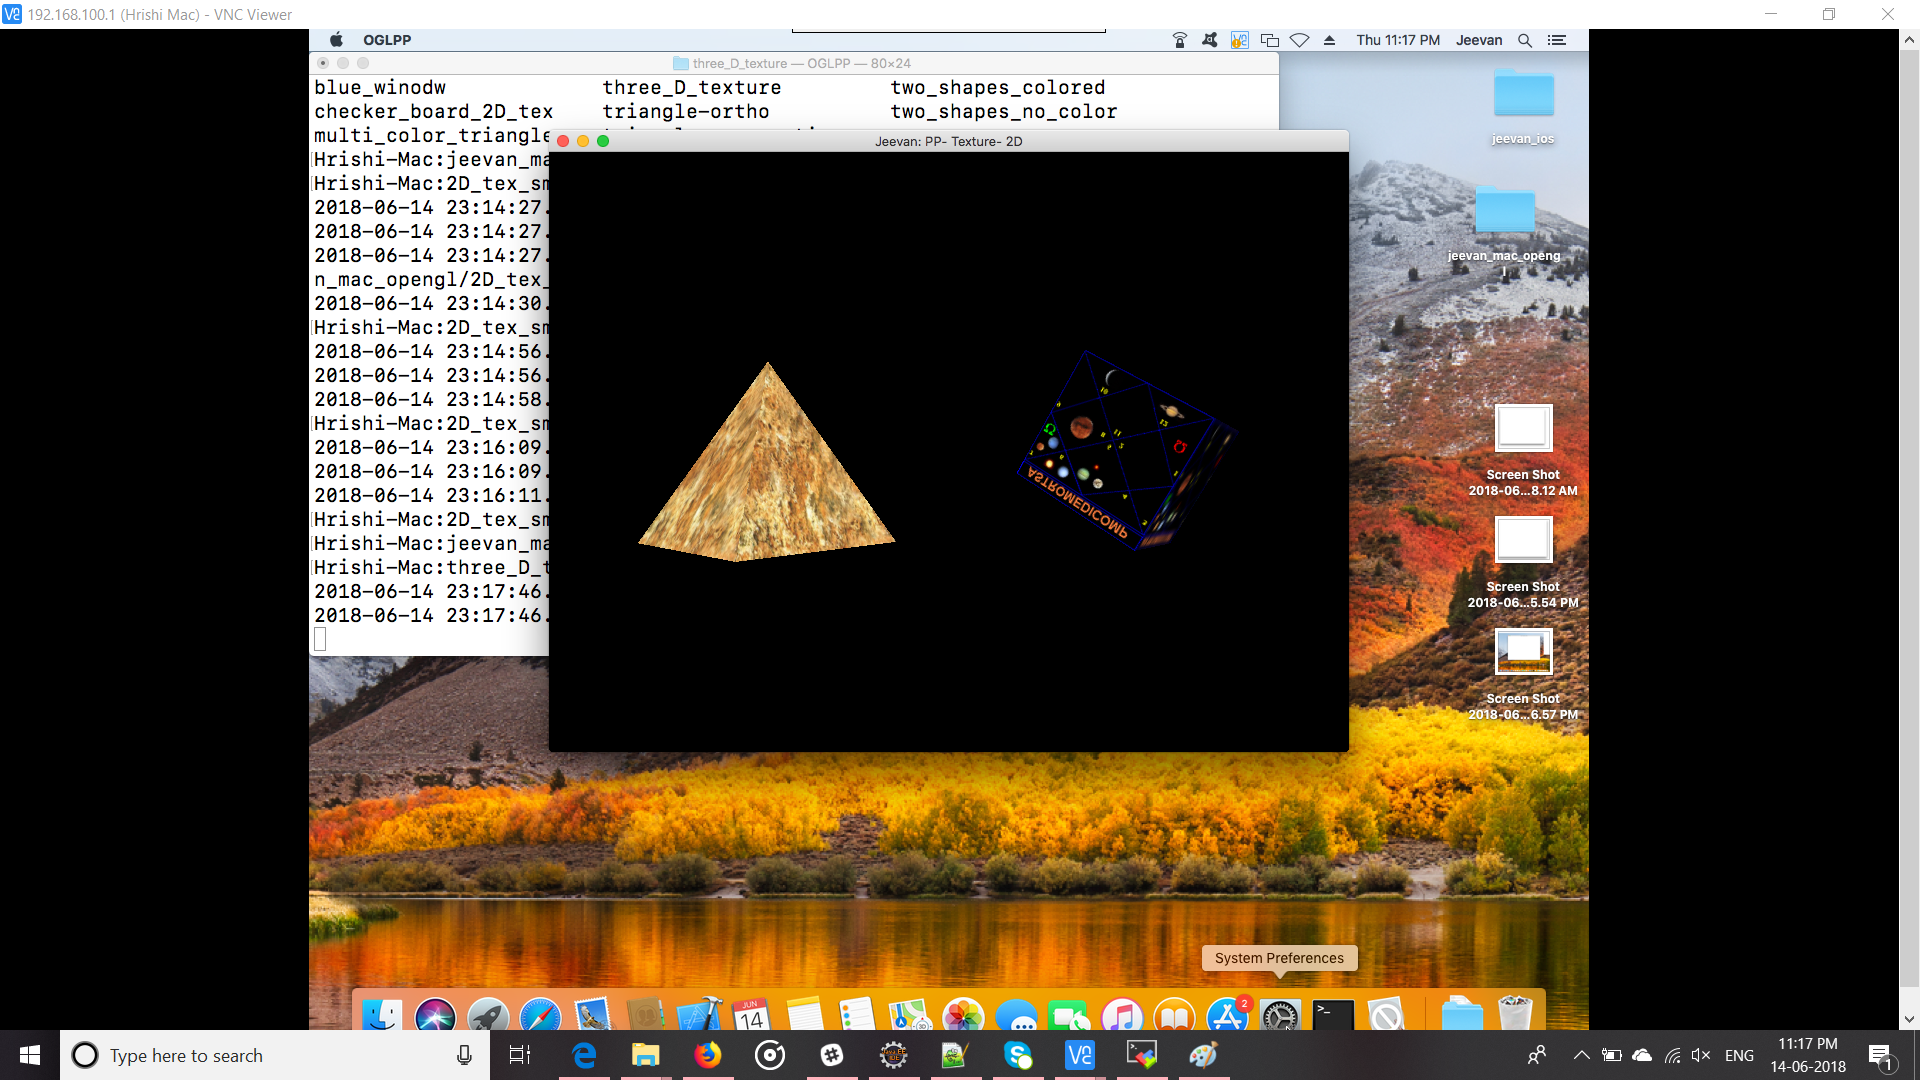 192.168.100.1 (Hrishi Mac) - VNC Viewer
OGLPP
Thu 11:17 PM Jeevan
three_D_texture — OGLPP — 80×24
blue_winodw three_D_texture two_shapes_colored
checker_board_2D_tex triangle-ortho two_shapes_no_color
multi_color_triangle
Hrishi-Mac:jeevan_ma
Hrishi-Mac:2D_tex_sm
2018-06-14 23:14:27.
2018-06-14 23:14:27.
2018-06-14 23:14:27.
n_mac_opengl/2D_tex_
2018-06-14 23:14:30.
Hrishi-Mac:2D_tex_sm
2018-06-14 23:14:56.
2018-06-14 23:14:56.
2018-06-14 23:14:58.
Hrishi-Mac:2D_tex_sm
2018-06-14 23:16:09.
2018-06-14 23:16:09.
2018-06-14 23:16:11.
Hrishi-Mac:2D_tex_sm
Hrishi-Mac:jeevan_ma
Hrishi-Mac:three_D_t
2018-06-14 23:17:46.
2018-06-14 23:17:46.
Jeevan: PP- Texture- 2D
ASTROMEDICOMP
jeevan_ios
jeevan_mac_openg
l
Screen Shot
2018-06...8.12 AM
Screen Shot
2018-06...5.54 PM
Screen Shot
2018-06...6.57 PM
System Preferences
JUN
14
2
Type here to search
ENG
11:17 PM
14-06-2018
1